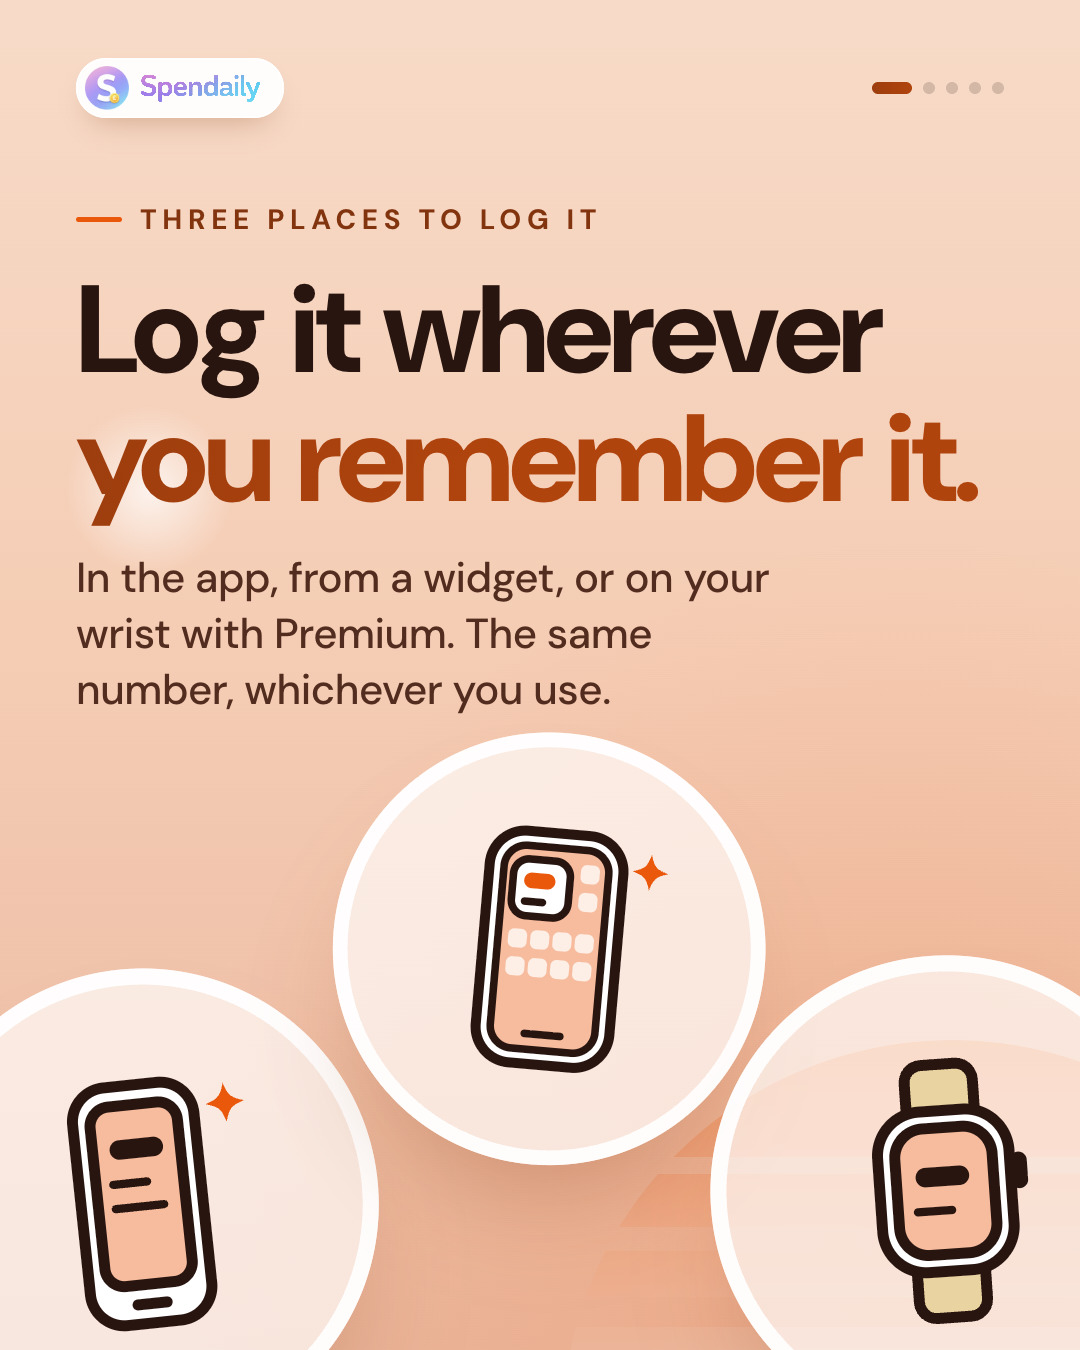 Spendaily
THREE PLACES TO LOG IT
Log it wherever
you remember it.
In the app, from a widget, or on your
wrist with Premium. The same
number, whichever you use.